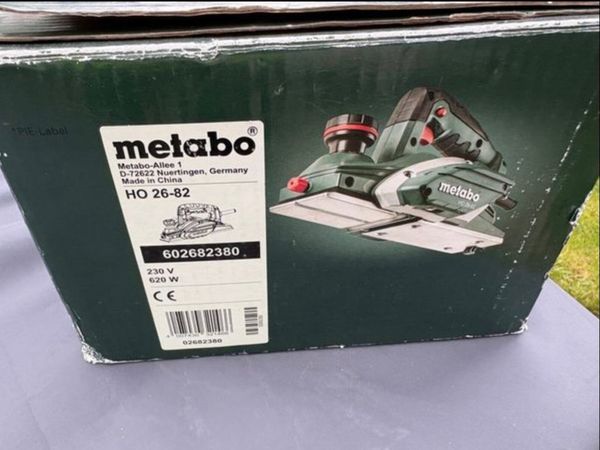 *PIE-Label
metabo®
Metabo-Allee 1
D-72622 Nuertingen, Germany
Made in China
HO 26-82
602682380
230 V
620 W
CE
02682380
metabo